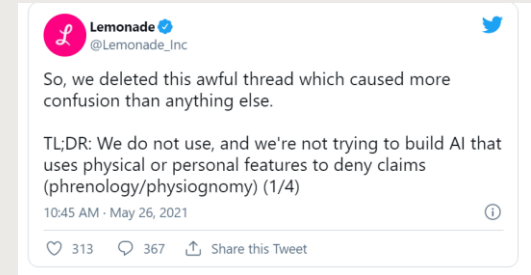 Lemonade
@Lemonade_Inc
So, we deleted this awful thread which caused more
confusion than anything else.
TL;DR: We do not use, and we're not trying to build AI that
uses physical or personal features to deny claims
(phrenology/physiognomy) (1/4)
10:45 AM · May 26, 2021
313 367 Share this Tweet